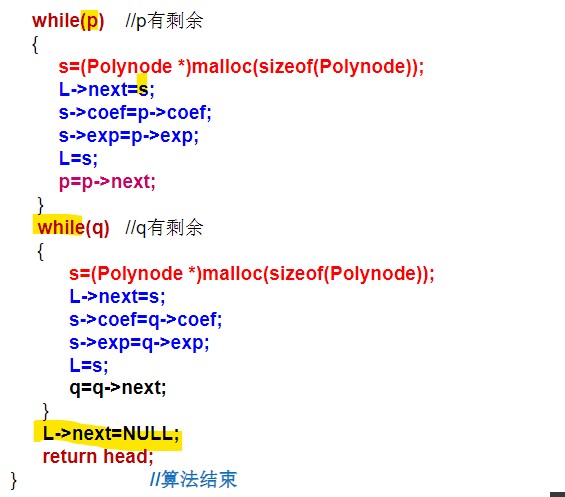 while(p) //p有剩余
{
s=(Polynode *)malloc(sizeof(Polynode));
L->next=s;
s->coef=p->coef;
s->exp=p->exp;
L=s;
p=p->next;
}
while(q) //q有剩余
{
s=(Polynode *)malloc(sizeof(Polynode));
L->next=s;
s->coef=q->coef;
s->exp=q->exp;
L=s;
q=q->next;
}
L->next=NULL;
return head;
} //算法结束